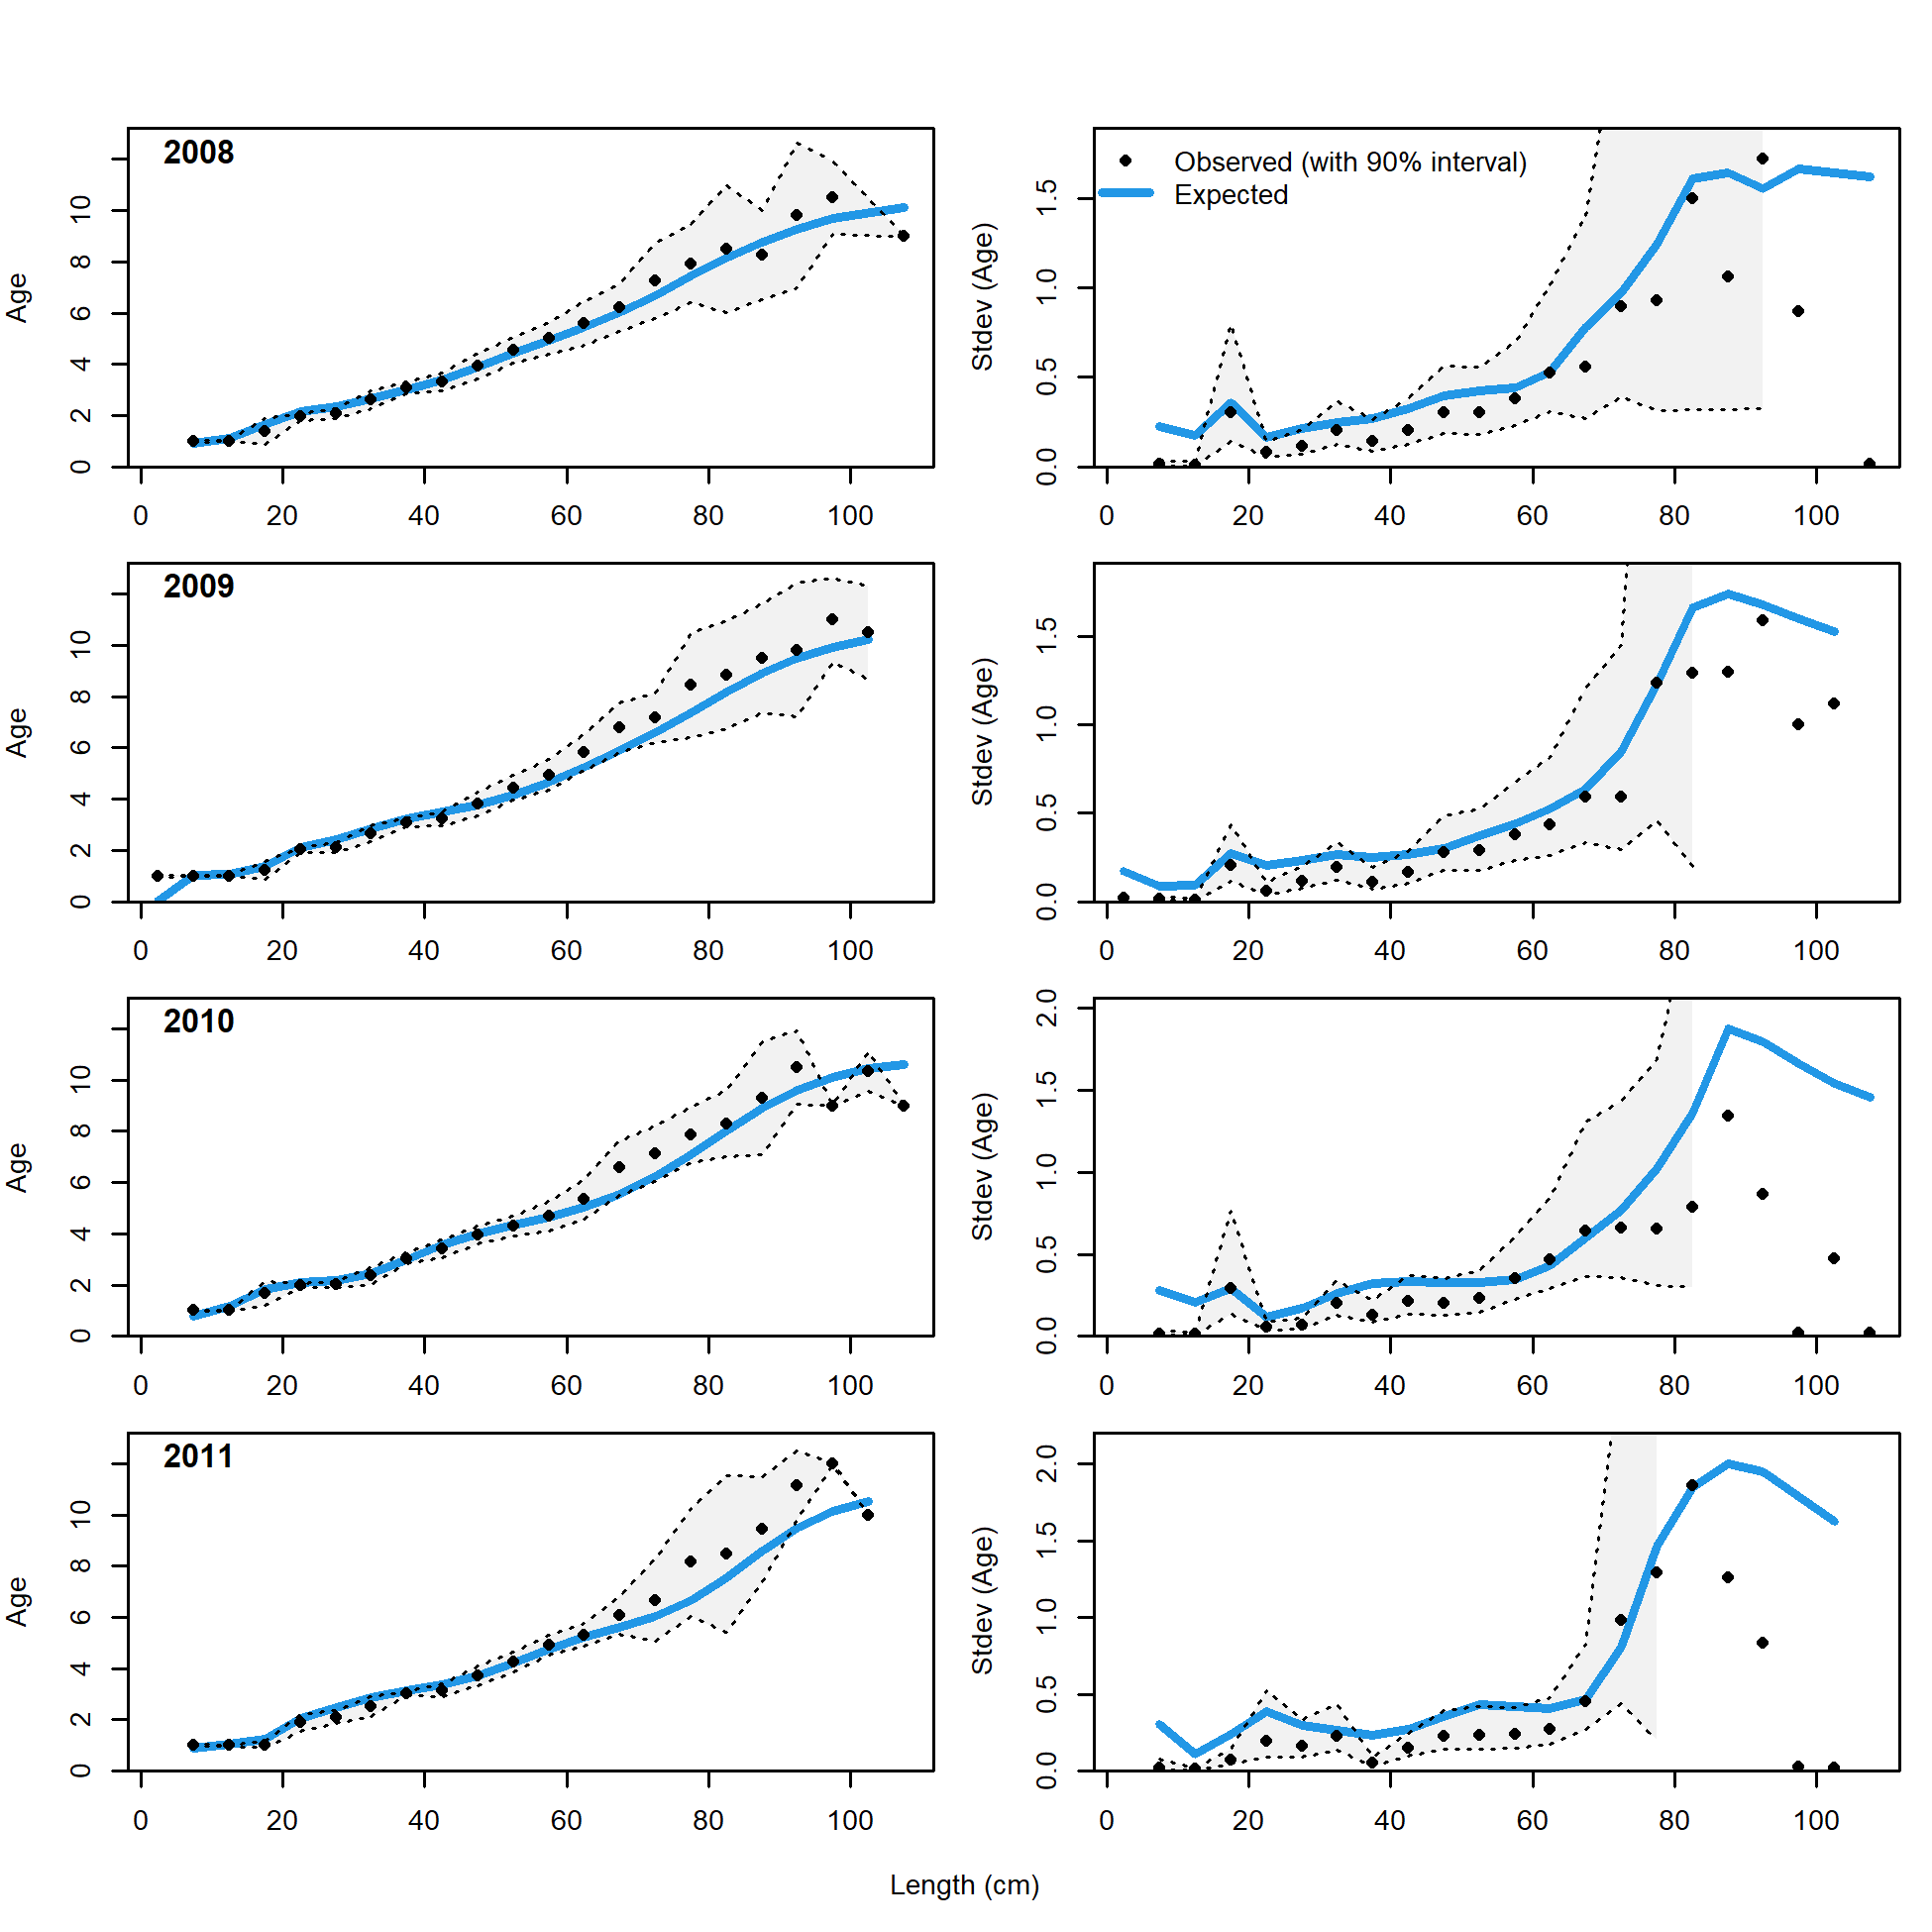 2008
Age
0 2 4 6 8 10
0 20 40 60 80 100
Observed (with 90% interval)
Expected
Stdev (Age)
0.0 0.5 1.0 1.5
0 20 40 60 80 100
2009
Age
0 2 4 6 8 10
0 20 40 60 80 100
Stdev (Age)
0.0 0.5 1.0 1.5
0 20 40 60 80 100
2010
Age
0 2 4 6 8 10
0 20 40 60 80 100
Stdev (Age)
0.0 0.5 1.0 1.5 2.0
0 20 40 60 80 100
2011
Age
0 2 4 6 8 10
0 20 40 60 80 100
Stdev (Age)
0.0 0.5 1.0 1.5 2.0
0 20 40 60 80 100
Length (cm)